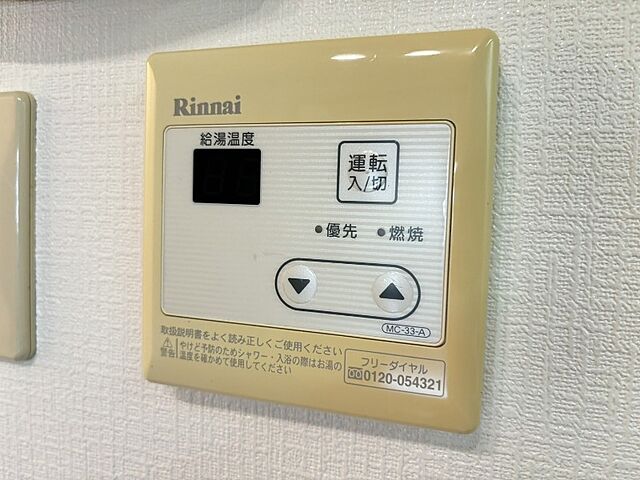 Rinnai
給湯温度
運転
入/切
優先
燃焼
MC-33-A
取扱説明書をよく読み正しくご使用ください
警告 やけど予防のためシャワー・入浴の際はお湯の
温度を確かめて使用してください
フリーダイヤル
0120-054321